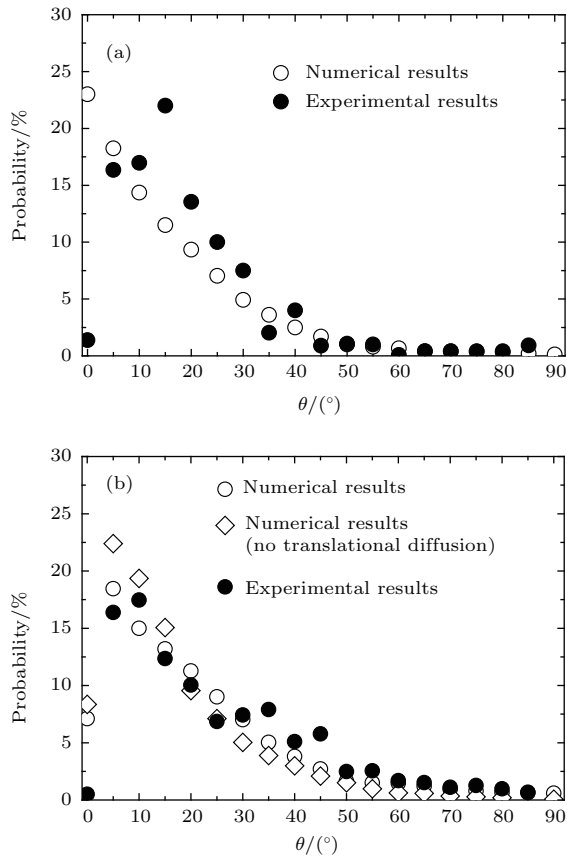 30
(a)
25
Numerical results
Experimental results
20
15
10
5
0
Probability/%
0 10 20 30 40 50 60 70 80 90
θ/(°)
30
(b)
Numerical results
25
Numerical results
(no translational diffusion)
20
Experimental results
15
10
5
0
Probability/%
0 10 20 30 40 50 60 70 80 90
θ/(°)